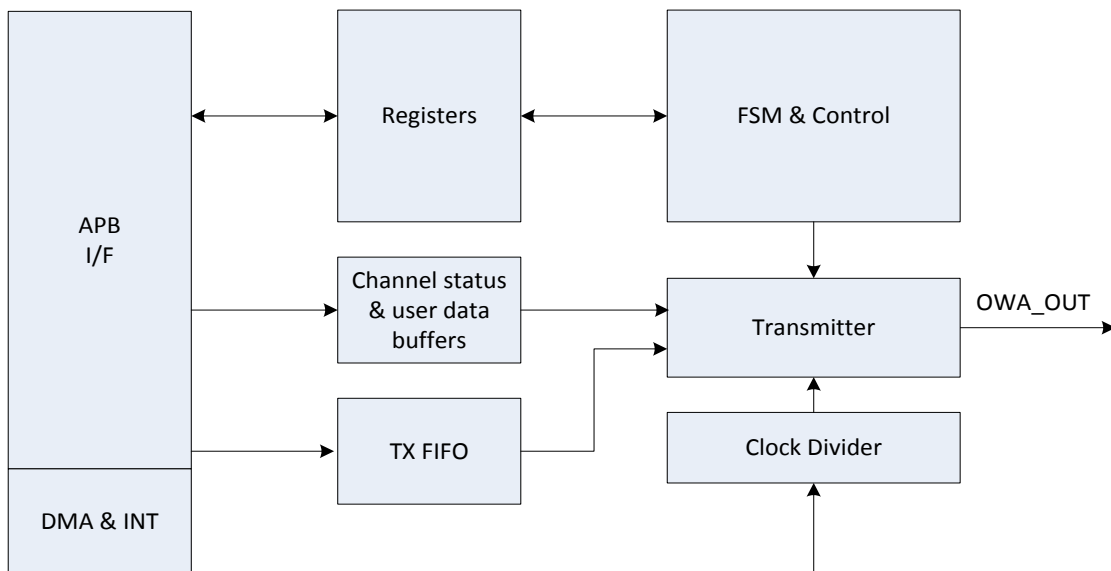 APB
I/F
DMA & INT
Registers
FSM & Control
Channel status
& user data
buffers
Transmitter
OWA_OUT
TX FIFO
Clock Divider